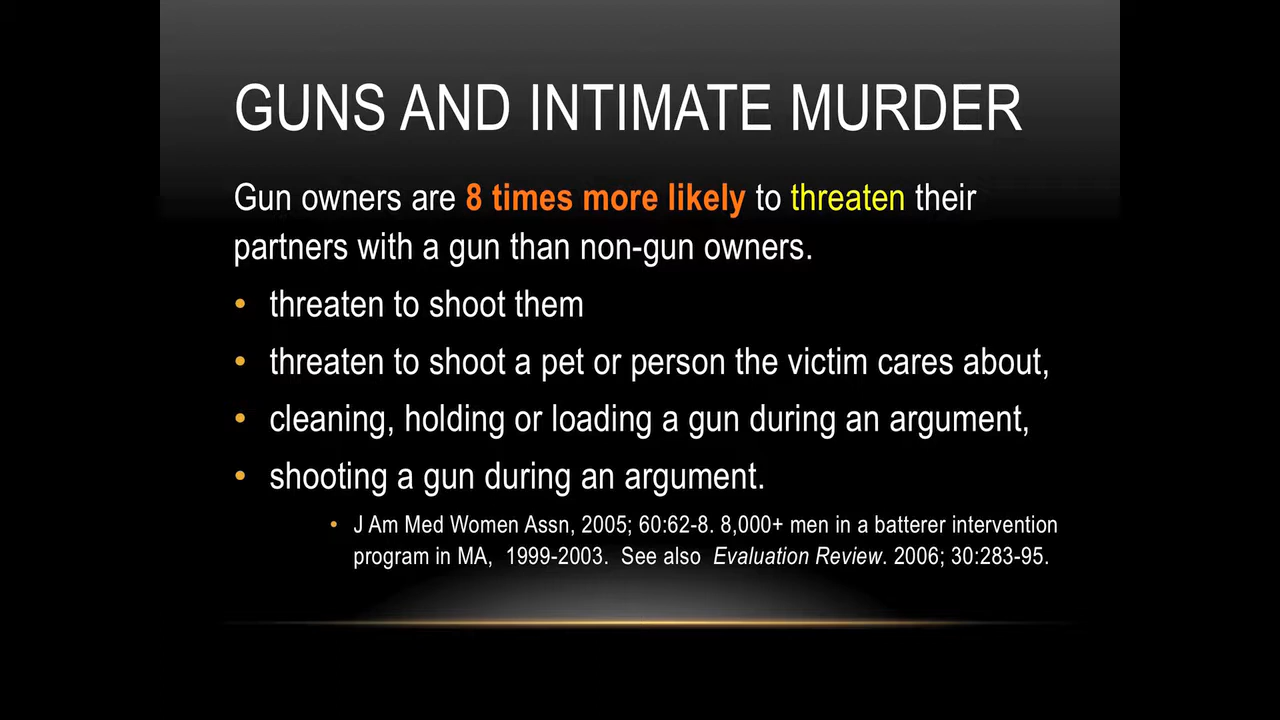 GUNS AND INTIMATE MURDER
Gun owners are 8 times more likely to threaten their
partners with a gun than non-gun owners.
• threaten to shoot them
• threaten to shoot a pet or person the victim cares about,
• cleaning, holding or loading a gun during an argument,
• shooting a gun during an argument.
• J Am Med Women Assn, 2005; 60:62-8. 8,000+ men in a batterer intervention
program in MA, 1999-2003. See also Evaluation Review. 2006; 30:283-95.